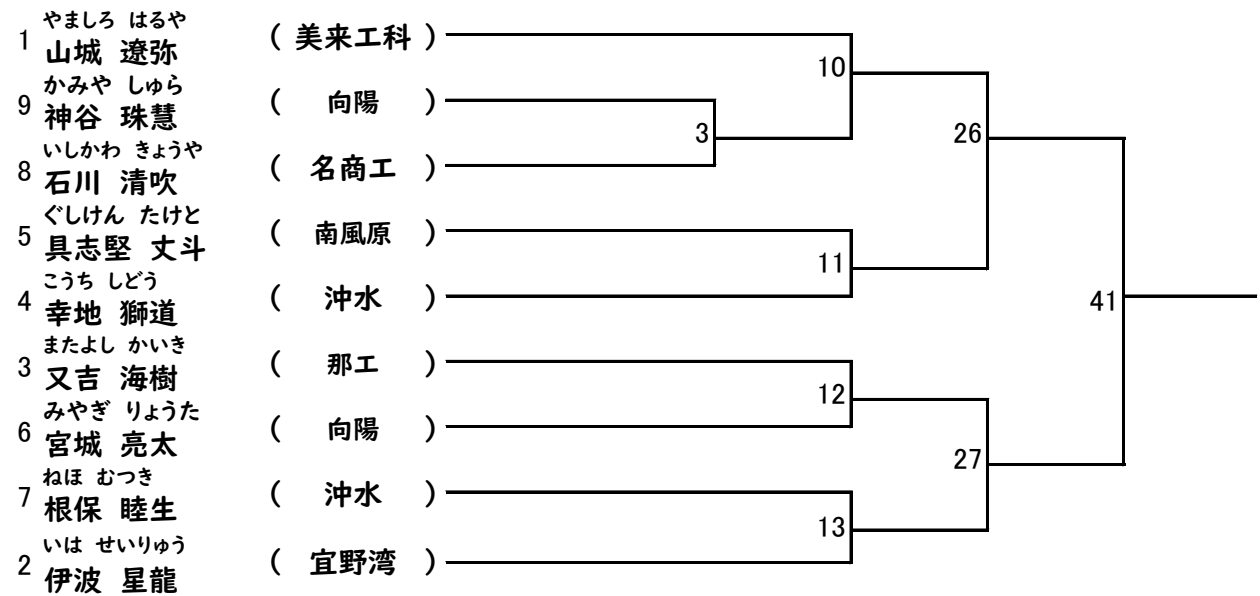 やましろ はるや
1 山城 遼弥 ( 美来工科 )
かみや しゅら
9 神谷 珠慧 ( 向陽 )
いしかわ きょうや
8 石川 清吹 ( 名商工 )
ぐしけん たけと
5 具志堅 丈斗 ( 南風原 )
こうち しどう
4 幸地 獅道 ( 沖水 )
またよし かいき
3 又吉 海樹 ( 那工 )
みやぎ りょうた
6 宮城 亮太 ( 向陽 )
ねほ むつき
7 根保 睦生 ( 沖水 )
いは せいりゅう
2 伊波 星龍 ( 宜野湾 )
3
10
11
12
13
26
27
41